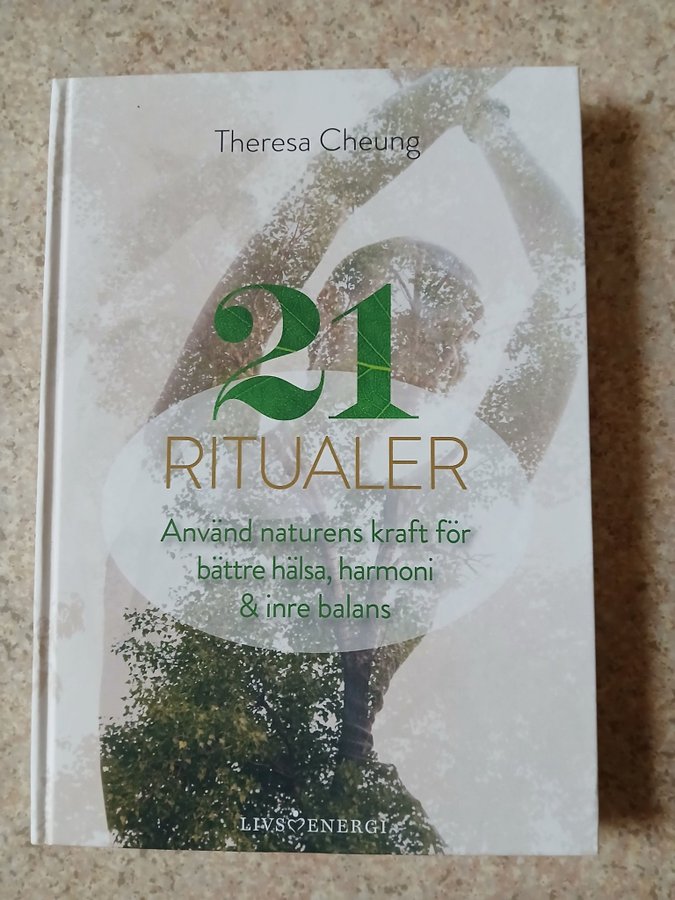 Theresa Cheung
21
RITUALER
Använd naturens kraft för
bättre hälsa, harmoni
& inre balans
LIVS♡ENERGI